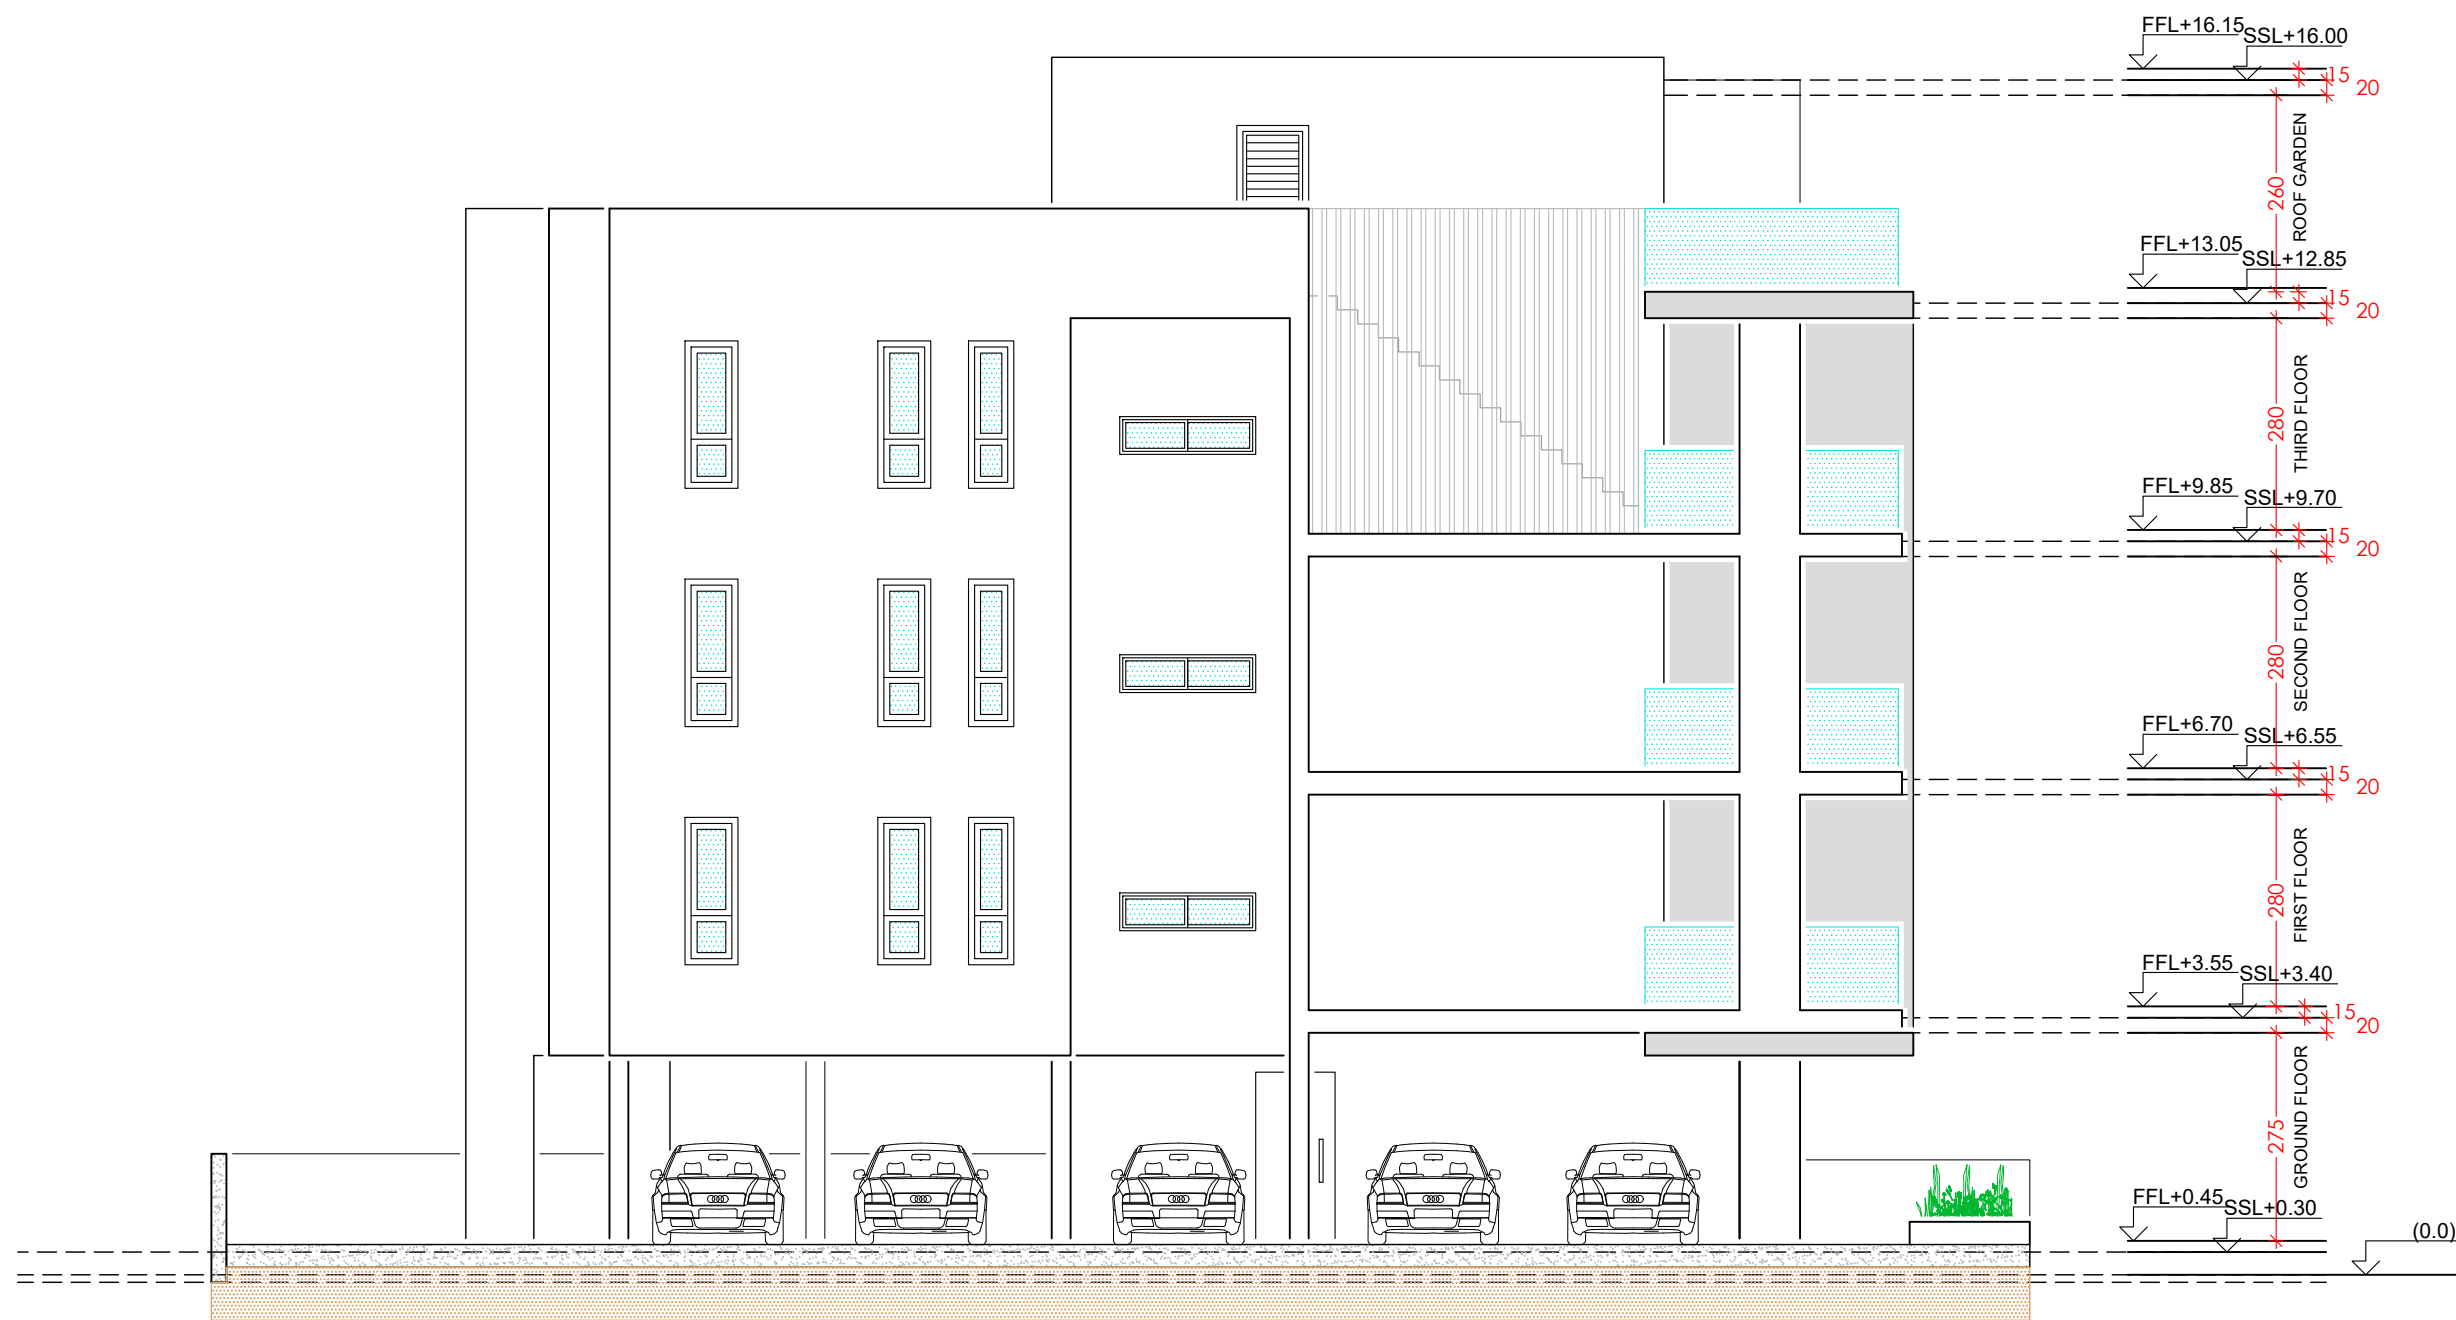 FFL+16.15
SSL+16.00
15
20
260
ROOF GARDEN
FFL+13.05
SSL+12.85
15
20
280
THIRD FLOOR
FFL+9.85
SSL+9.70
15
20
280
SECOND FLOOR
FFL+6.70
SSL+6.55
15
20
280
FIRST FLOOR
FFL+3.55
SSL+3.40
15
20
275
GROUND FLOOR
FFL+0.45
SSL+0.30
(0.0)